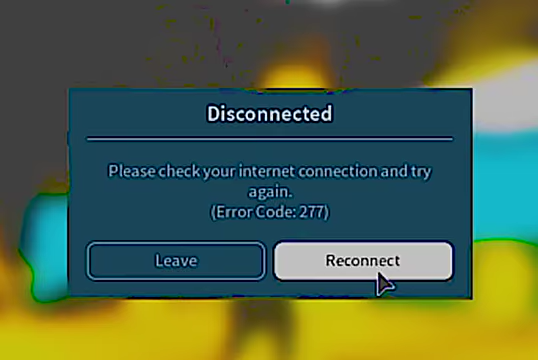 Disconnected
Please check your internet connection and try
again.
(Error Code: 277)
Leave
Reconnect